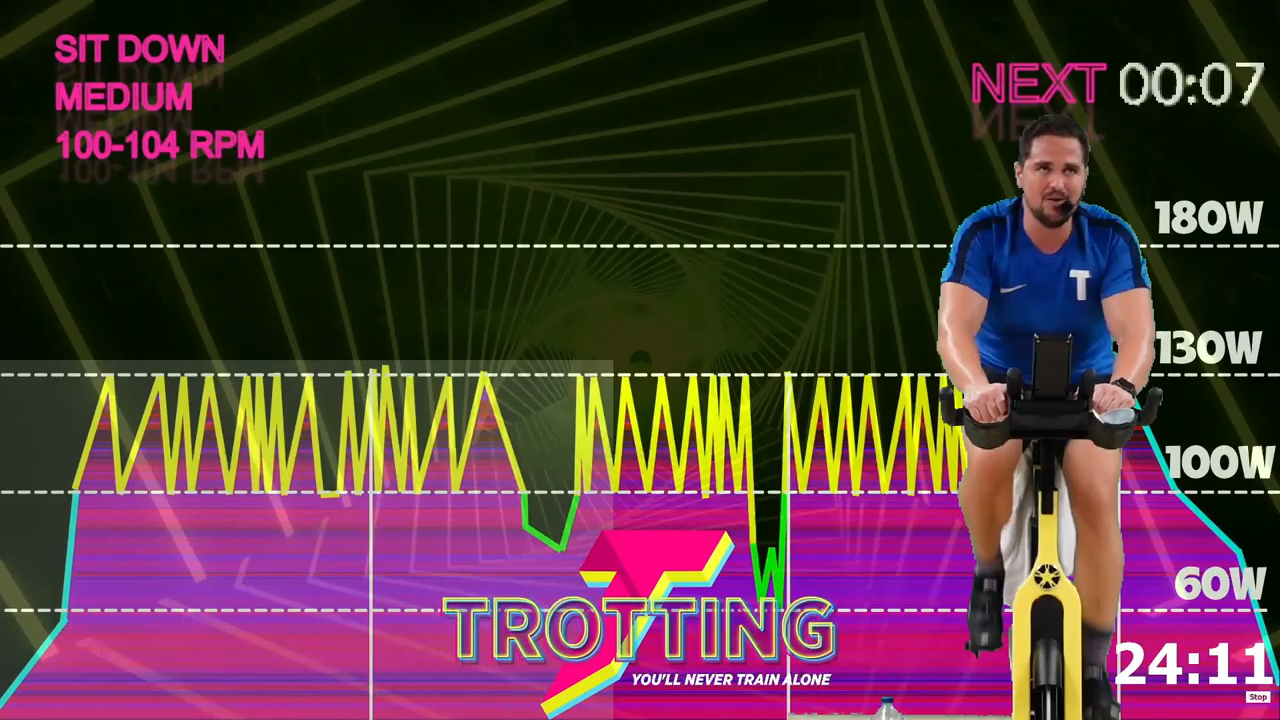 SIT DOWN
MEDIUM
100-104 RPM
NEXT 00:07
180W
130W
100W
60W
T
TROTTING
YOU'LL NEVER TRAIN ALONE
24:11
Stop